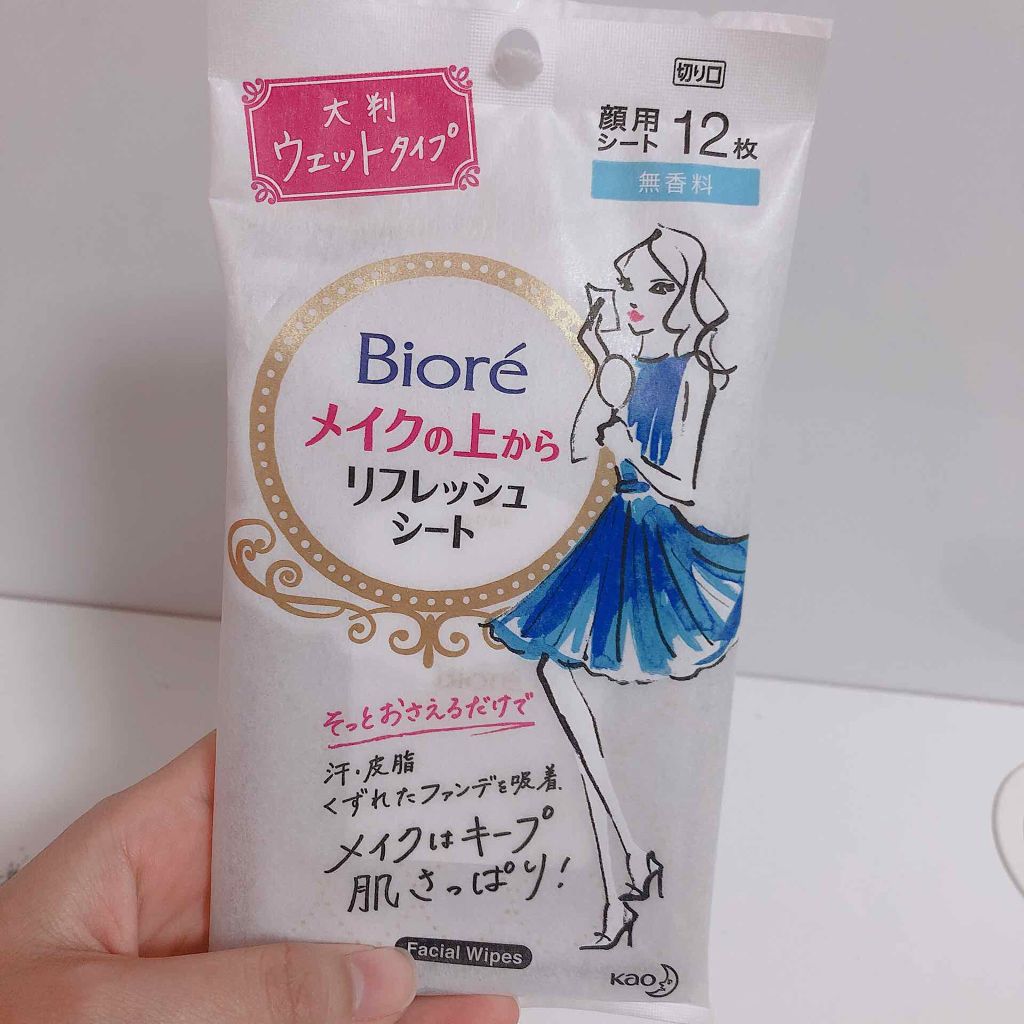 大判
ウェットタイプ
切り口
顔用
シート
12枚
無香料
Bioré
メイクの上から
リフレッシュ
シート
そっとおさえるだけで
汗・皮脂
くずれたファンデを吸着
メイクはキープ
肌さっぱり!
Facial Wipes
Kao